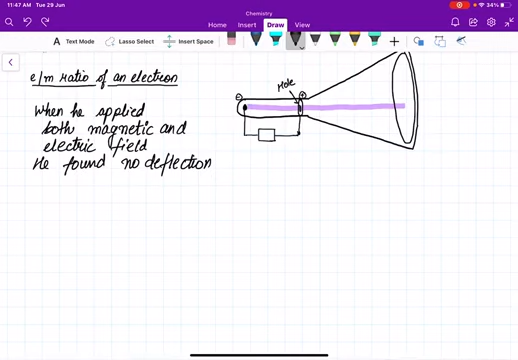 11:47 AM Tue 29 Jun
34%
Chemistry
Home Insert Draw View
A Text Mode Lasso Select Insert Space
e/m ratio of an electron
Hole
When he applied
both magnetic and
electric field
He found no deflection